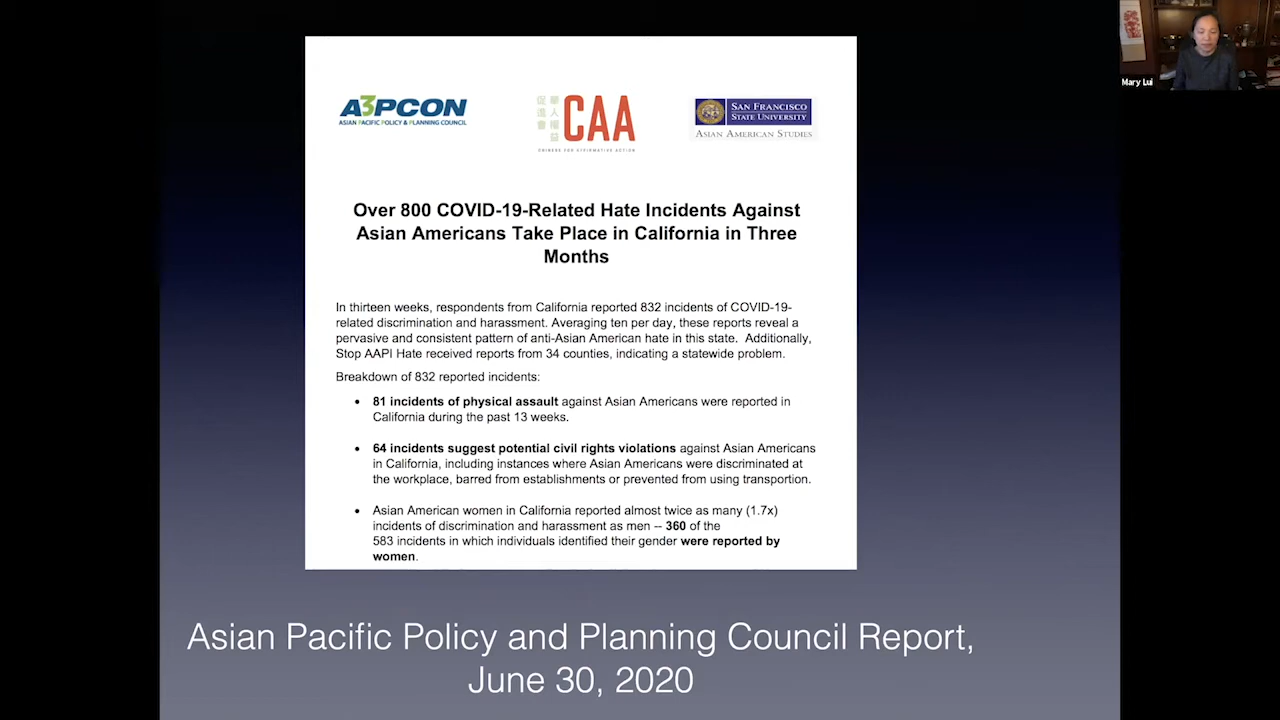 Mary Lui
A3PCON
ASIAN PACIFIC POLICY & PLANNING COUNCIL
促進會
華人權益
CAA
CHINESE FOR AFFIRMATIVE ACTION
SAN FRANCISCO
STATE UNIVERSITY
ASIAN AMERICAN STUDIES
Over 800 COVID-19-Related Hate Incidents Against
Asian Americans Take Place in California in Three
Months
In thirteen weeks, respondents from California reported 832 incidents of COVID-19-
related discrimination and harassment. Averaging ten per day, these reports reveal a
pervasive and consistent pattern of anti-Asian American hate in this state. Additionally,
Stop AAPI Hate received reports from 34 counties, indicating a statewide problem.
Breakdown of 832 reported incidents:
• 81 incidents of physical assault against Asian Americans were reported in
California during the past 13 weeks.
• 64 incidents suggest potential civil rights violations against Asian Americans
in California, including instances where Asian Americans were discriminated at
the workplace, barred from establishments or prevented from using transportion.
• Asian American women in California reported almost twice as many (1.7x)
incidents of discrimination and harassment as men -- 360 of the
583 incidents in which individuals identified their gender were reported by
women.
Asian Pacific Policy and Planning Council Report,
June 30, 2020